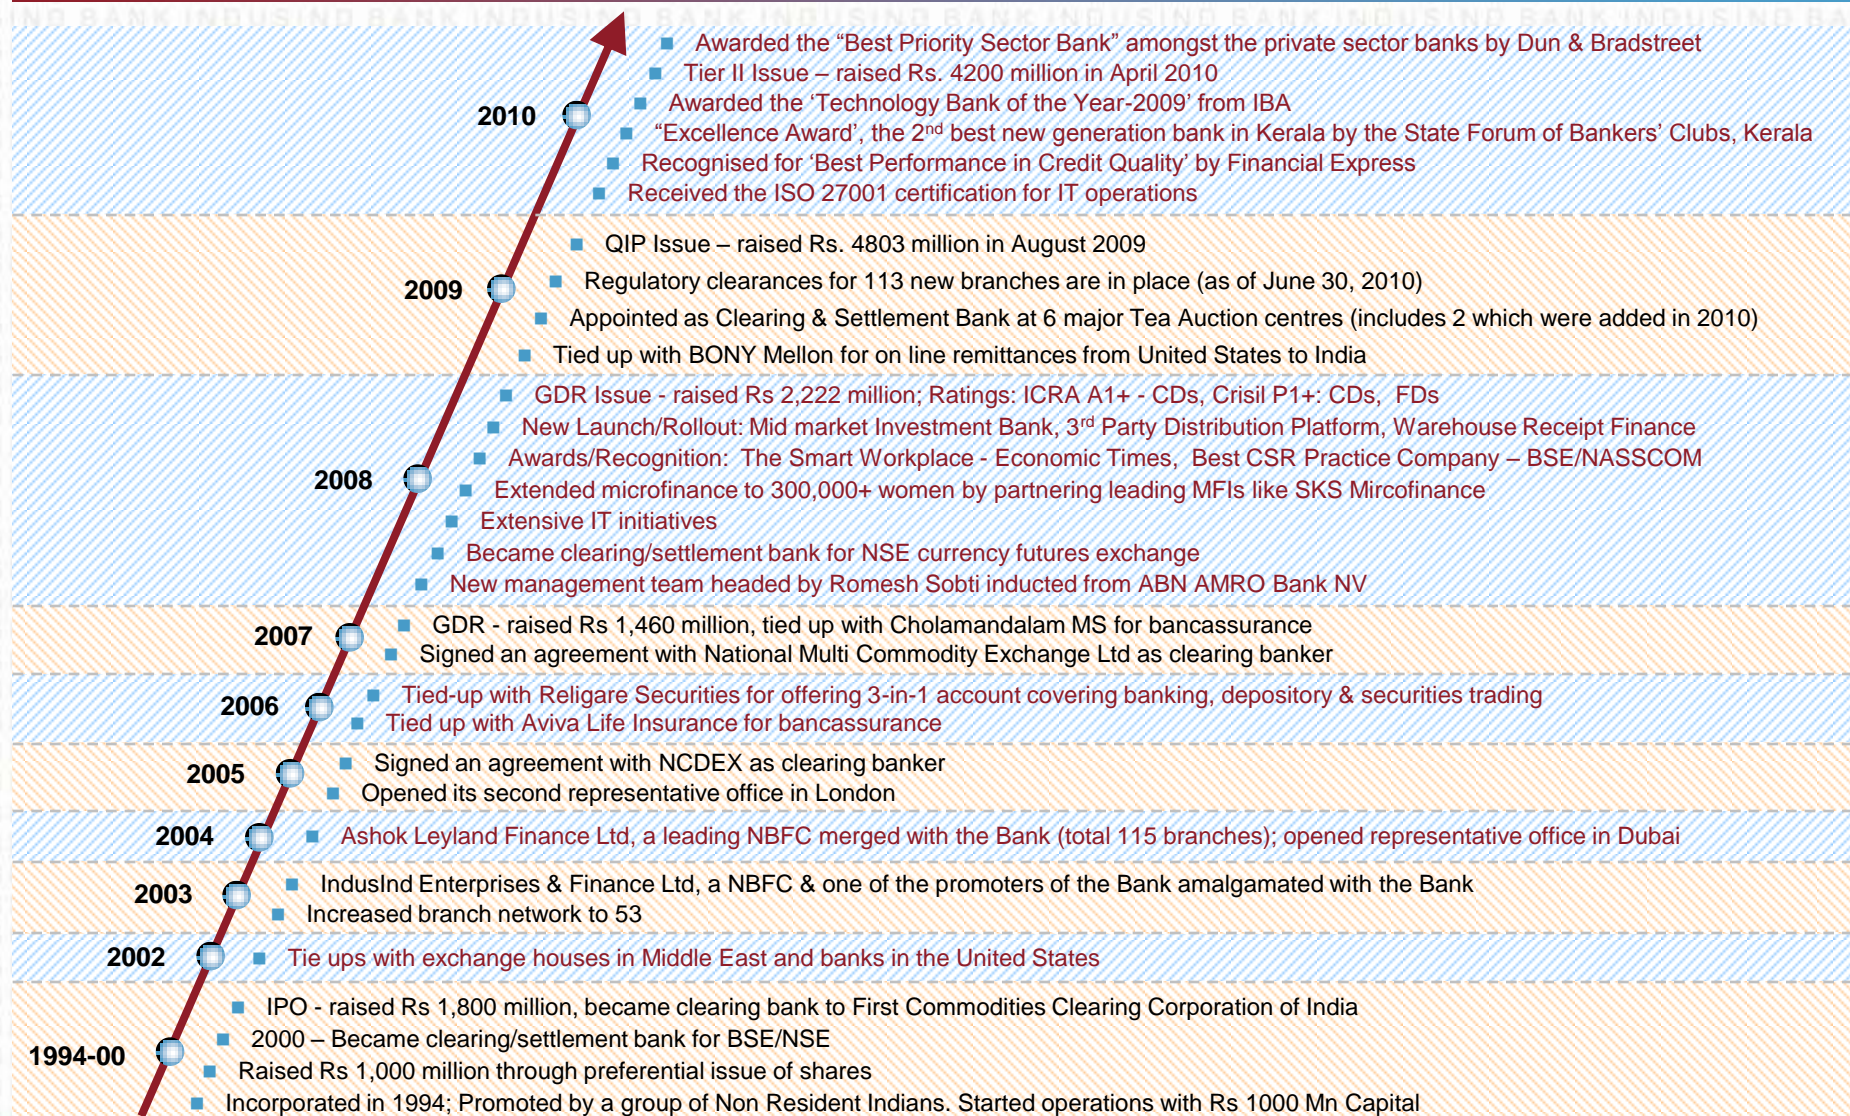 INDUSIND BANK INDUSIND BANK INDUSIND BANK INDUSIND BANK INDUSIND BA
2010
Awarded the “Best Priority Sector Bank” amongst the private sector banks by Dun & Bradstreet
Tier II Issue – raised Rs. 4200 million in April 2010
Awarded the ‘Technology Bank of the Year-2009’ from IBA
“Excellence Award’, the 2nd best new generation bank in Kerala by the State Forum of Bankers’ Clubs, Kerala
Recognised for ‘Best Performance in Credit Quality’ by Financial Express
Received the ISO 27001 certification for IT operations
2009
QIP Issue – raised Rs. 4803 million in August 2009
Regulatory clearances for 113 new branches are in place (as of June 30, 2010)
Appointed as Clearing & Settlement Bank at 6 major Tea Auction centres (includes 2 which were added in 2010)
Tied up with BONY Mellon for on line remittances from United States to India
2008
GDR Issue - raised Rs 2,222 million; Ratings: ICRA A1+ - CDs, Crisil P1+: CDs, FDs
New Launch/Rollout: Mid market Investment Bank, 3rd Party Distribution Platform, Warehouse Receipt Finance
Awards/Recognition: The Smart Workplace - Economic Times, Best CSR Practice Company – BSE/NASSCOM
Extended microfinance to 300,000+ women by partnering leading MFIs like SKS Mircofinance
Extensive IT initiatives
Became clearing/settlement bank for NSE currency futures exchange
New management team headed by Romesh Sobti inducted from ABN AMRO Bank NV
2007
GDR - raised Rs 1,460 million, tied up with Cholamandalam MS for bancassurance
Signed an agreement with National Multi Commodity Exchange Ltd as clearing banker
2006
Tied-up with Religare Securities for offering 3-in-1 account covering banking, depository & securities trading
Tied up with Aviva Life Insurance for bancassurance
2005
Signed an agreement with NCDEX as clearing banker
Opened its second representative office in London
2004
Ashok Leyland Finance Ltd, a leading NBFC merged with the Bank (total 115 branches); opened representative office in Dubai
2003
IndusInd Enterprises & Finance Ltd, a NBFC & one of the promoters of the Bank amalgamated with the Bank
Increased branch network to 53
2002
Tie ups with exchange houses in Middle East and banks in the United States
1994-00
IPO - raised Rs 1,800 million, became clearing bank to First Commodities Clearing Corporation of India
2000 – Became clearing/settlement bank for BSE/NSE
Raised Rs 1,000 million through preferential issue of shares
Incorporated in 1994; Promoted by a group of Non Resident Indians. Started operations with Rs 1000 Mn Capital